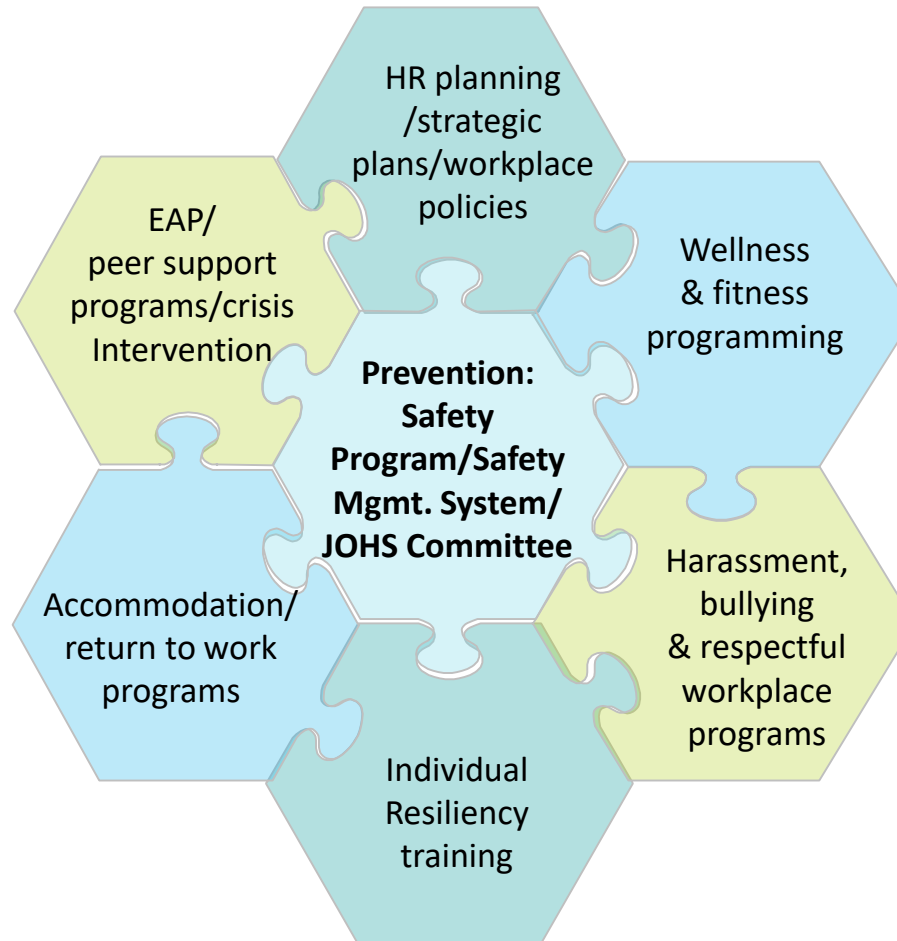 HR planning
/strategic
plans/workplace
policies
EAP/
peer support
programs/crisis
Intervention
Wellness
& fitness
programming
Prevention:
Safety
Program/Safety
Mgmt. System/
JOHS Committee
Accommodation/
return to work
programs
Harassment,
bullying
& respectful
workplace
programs
Individual
Resiliency
training